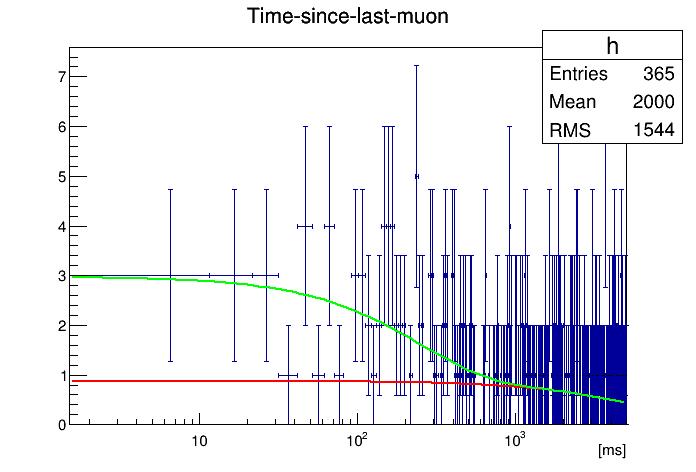 Time-since-last-muon
h
Entries 365
Mean 2000
RMS 1544
7
6
5
4
3
2
1
0
10 10² 10³
[ms]